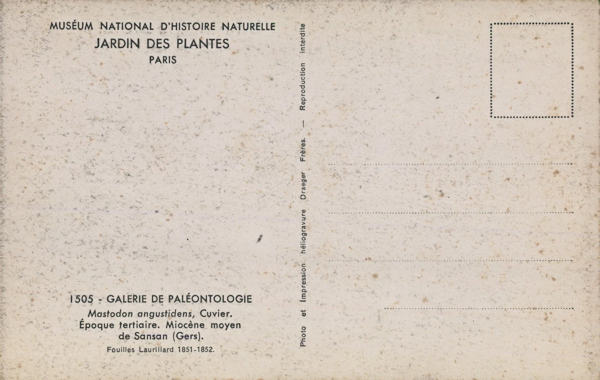 MUSÉUM NATIONAL D'HISTOIRE NATURELLE
JARDIN DES PLANTES
PARIS
1505 - GALERIE DE PALÉONTOLOGIE
Mastodon angustidens, Cuvier.
Époque tertiaire. Miocène moyen
de Sansan (Gers).
Fouilles Laurillard 1851-1852.
Photo et Impression héliogravure Draeger Frères. — Reproduction interdite